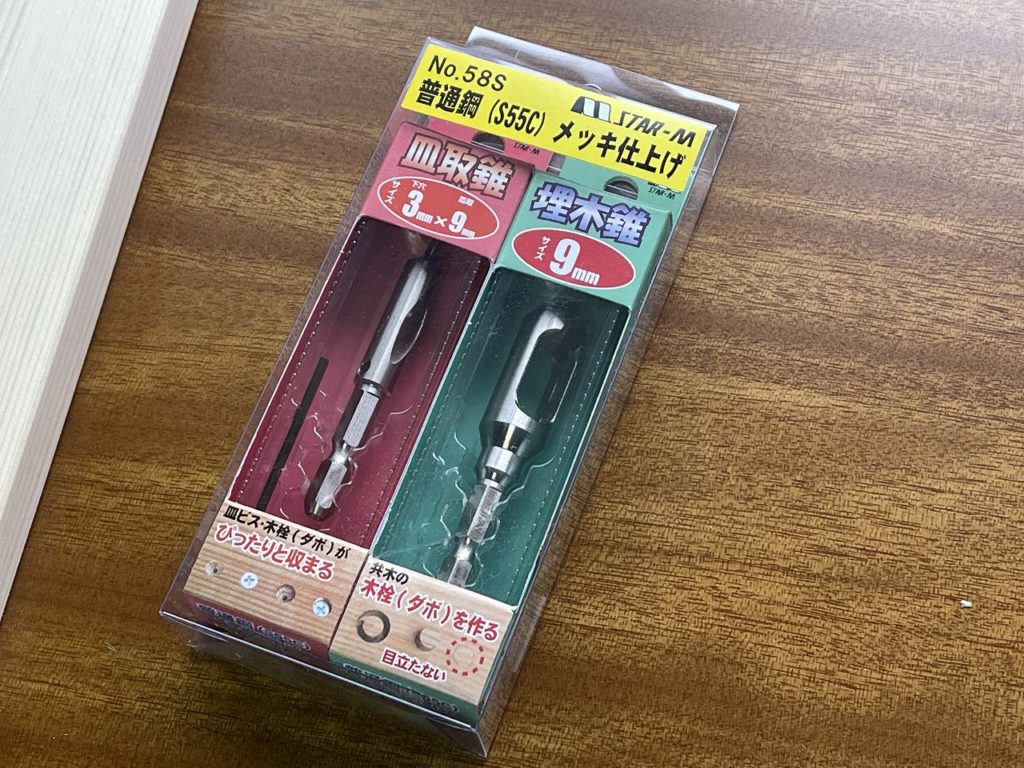 No.58S
普通鋼(S55C) メッキ仕上げ
STAR-M
STAR-M
皿取錐
サイズ
下穴 皿取
3mm×9mm
STAR-M
埋木錐
サイズ
9mm
皿ビス・木栓(ダボ)が
ぴったりと収まる
共木の
木栓(ダボ)を作る
目立たない